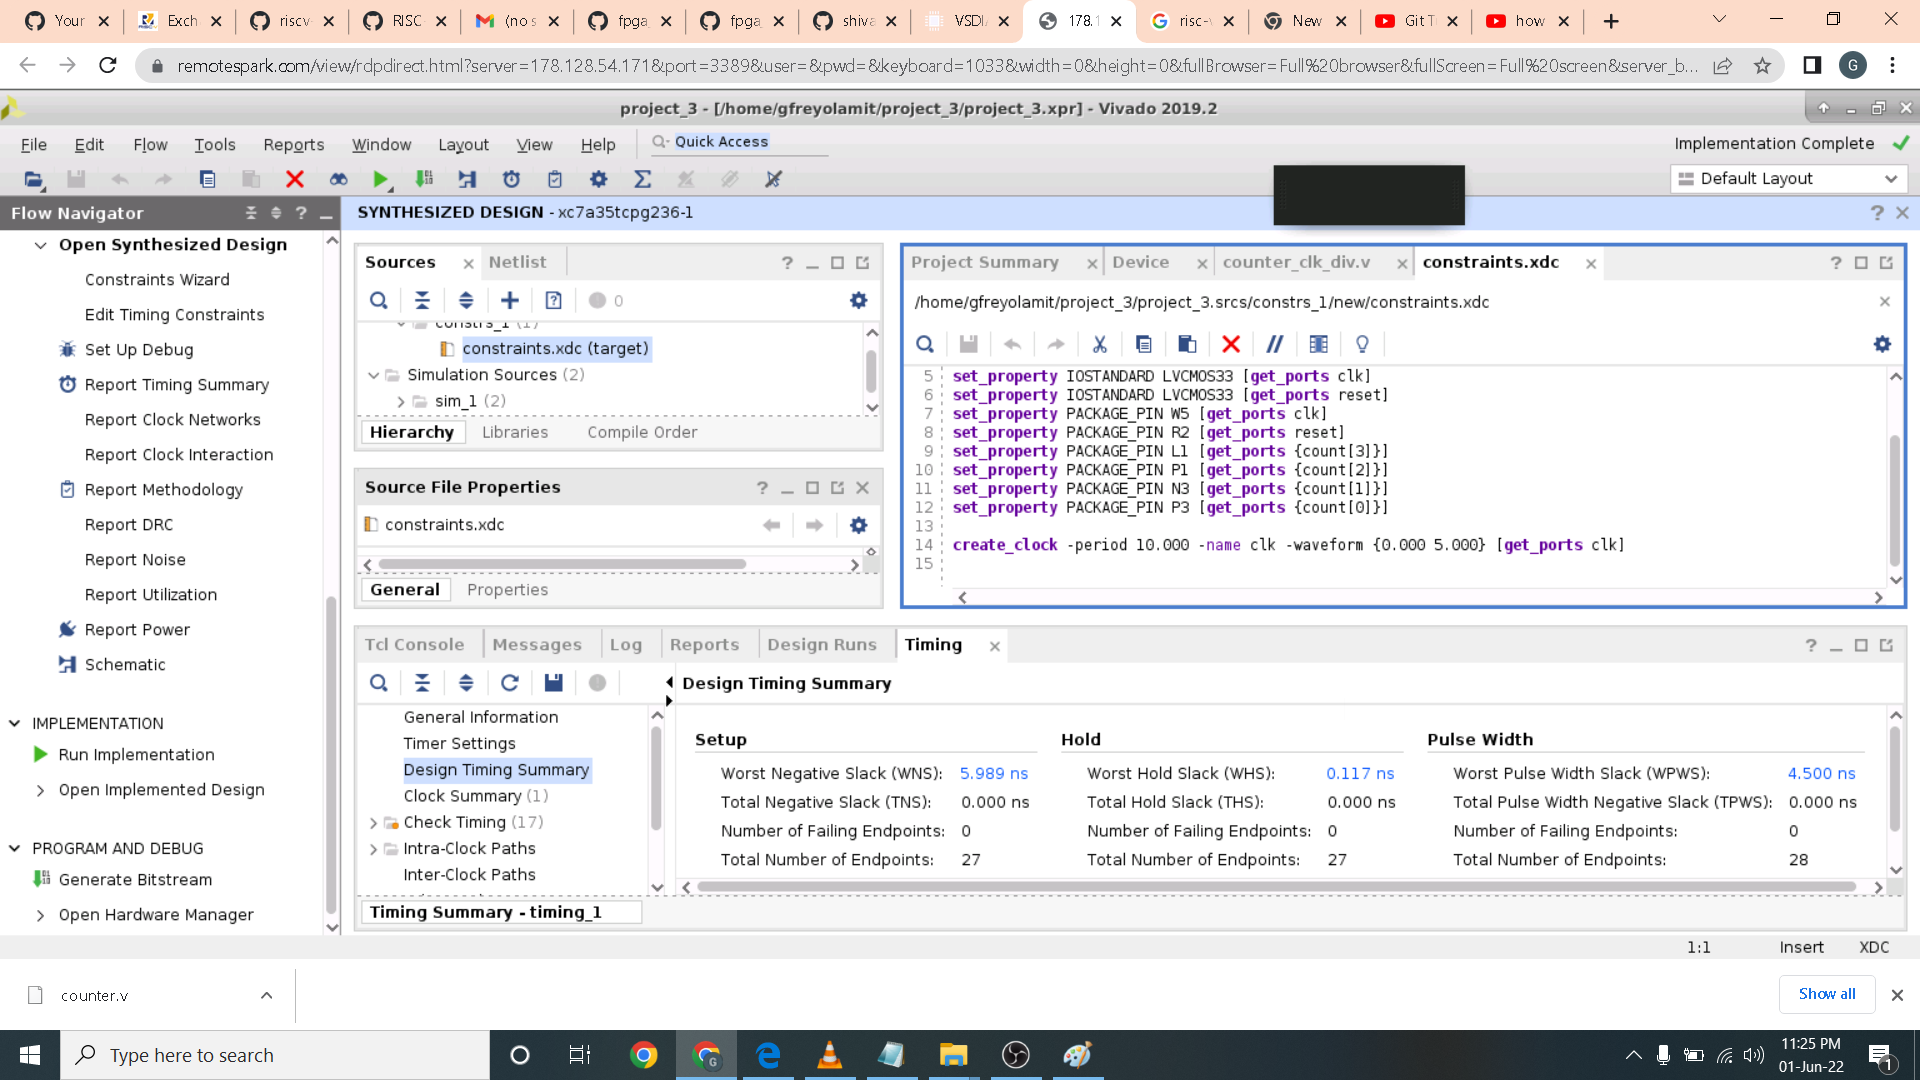 Your
Exch
riscv
RISC
(no s
fpga_
fpga_
shiva
VSDI
178.1
risc-v
New
Git T
how
remotespark.com/view/rdpdirect.html?server=178.128.54.171&port=3389&user=&pwd=&keyboard=1033&width=0&height=0&fullBrowser=Full%20browser&fullScreen=Full%20screen&server_b...
G
project_3 - [/home/gfreyolamit/project_3/project_3.xpr] - Vivado 2019.2
File Edit Flow Tools Reports Window Layout View Help
Quick Access
Implementation Complete
Default Layout
Flow Navigator
SYNTHESIZED DESIGN - xc7a35tcpg236-1
Open Synthesized Design
Constraints Wizard
Edit Timing Constraints
Set Up Debug
Report Timing Summary
Report Clock Networks
Report Clock Interaction
Report Methodology
Report DRC
Report Noise
Report Utilization
Report Power
Schematic
IMPLEMENTATION
Run Implementation
Open Implemented Design
PROGRAM AND DEBUG
Generate Bitstream
Open Hardware Manager
Sources
Netlist
0
constrs_1 (1)
constraints.xdc (target)
Simulation Sources (2)
sim_1 (2)
Hierarchy Libraries Compile Order
Source File Properties
constraints.xdc
General Properties
Project Summary
Device
counter_clk_div.v
constraints.xdc
/home/gfreyolamit/project_3/project_3.srcs/constrs_1/new/constraints.xdc
5 set_property IOSTANDARD LVCMOS33 [get_ports clk]
6 set_property IOSTANDARD LVCMOS33 [get_ports reset]
7 set_property PACKAGE_PIN W5 [get_ports clk]
8 set_property PACKAGE_PIN R2 [get_ports reset]
9 set_property PACKAGE_PIN L1 [get_ports {count[3]}]
10 set_property PACKAGE_PIN P1 [get_ports {count[2]}]
11 set_property PACKAGE_PIN N3 [get_ports {count[1]}]
12 set_property PACKAGE_PIN P3 [get_ports {count[0]}]
13
14 create_clock -period 10.000 -name clk -waveform {0.000 5.000} [get_ports clk]
15
Tcl Console Messages Log Reports Design Runs Timing
Design Timing Summary
General Information
Timer Settings
Design Timing Summary
Clock Summary (1)
Check Timing (17)
Intra-Clock Paths
Inter-Clock Paths
Setup Hold Pulse Width
Worst Negative Slack (WNS): 5.989 ns Worst Hold Slack (WHS): 0.117 ns Worst Pulse Width Slack (WPWS): 4.500 ns
Total Negative Slack (TNS): 0.000 ns Total Hold Slack (THS): 0.000 ns Total Pulse Width Negative Slack (TPWS): 0.000 ns
Number of Failing Endpoints: 0 Number of Failing Endpoints: 0 Number of Failing Endpoints: 0
Total Number of Endpoints: 27 Total Number of Endpoints: 27 Total Number of Endpoints: 28
Timing Summary - timing_1
1:1 Insert XDC
counter.v
Show all
Type here to search
11:25 PM
01-Jun-22
1